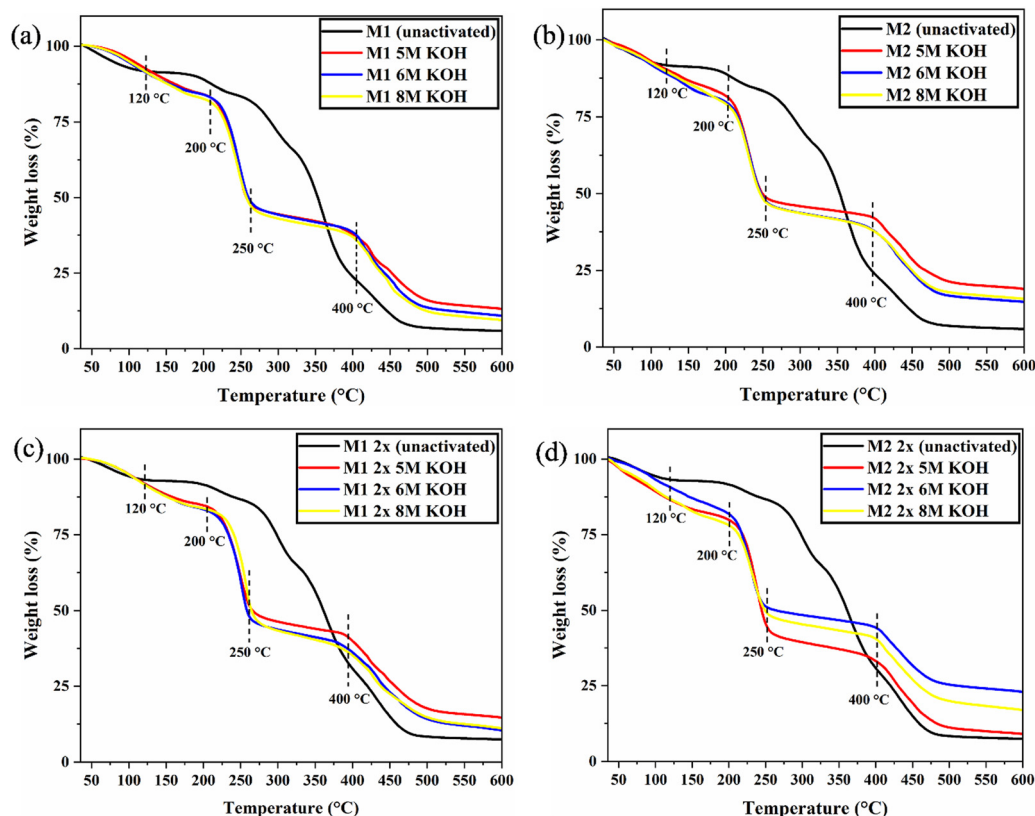 (a)
M1 (unactivated)
M1 5M KOH
M1 6M KOH
M1 8M KOH
100
75
50
25
0
Weight loss (%)
120 °C
200 °C
250 °C
400 °C
50 100 150 200 250 300 350 400 450 500 550 600
Temperature (°C)
(b)
M2 (unactivated)
M2 5M KOH
M2 6M KOH
M2 8M KOH
100
75
50
25
0
Weight loss (%)
120 °C
200 °C
250 °C
400 °C
50 100 150 200 250 300 350 400 450 500 550 600
Temperature (°C)
(c)
M1 2x (unactivated)
M1 2x 5M KOH
M1 2x 6M KOH
M1 2x 8M KOH
100
75
50
25
0
Weight loss (%)
120 °C
200 °C
250 °C
400 °C
50 100 150 200 250 300 350 400 450 500 550 600
Temperature (°C)
(d)
M2 2x (unactivated)
M2 2x 5M KOH
M2 2x 6M KOH
M2 2x 8M KOH
100
75
50
25
0
Weight loss (%)
120 °C
200 °C
250 °C
400 °C
50 100 150 200 250 300 350 400 450 500 550 600
Temperature (°C)